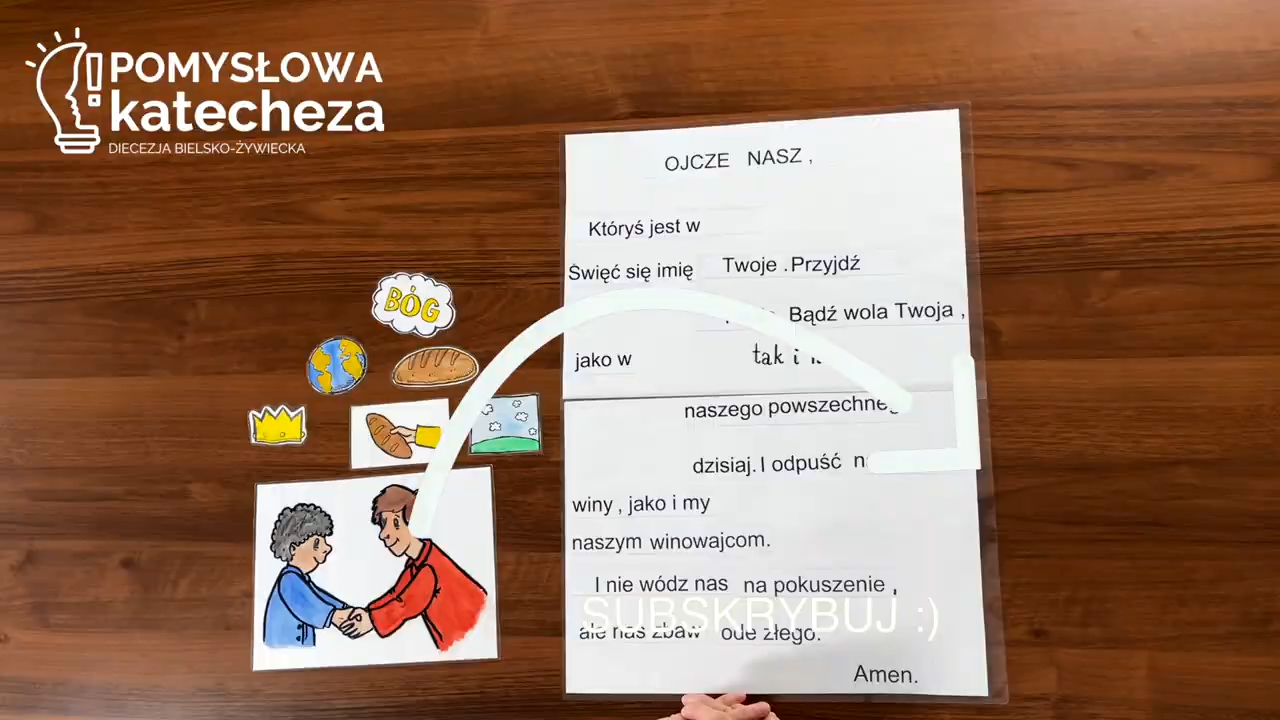 POMYSŁOWA
katecheza
DIECEZJA BIELSKO-ŻYWIECKA
BÓG
OJCZE NASZ ,
Któryś jest w
Święć się imię Twoje . Przyjdź
Bądź wola Twoja ,
jako w tak i
naszego powszechneg
dzisiaj. I odpuść
winy , jako i my
naszym winowajcom.
I nie wódz nas na pokuszenie ,
SUBSKRYBUJ :)
ale nas zbaw ode złego.
Amen.